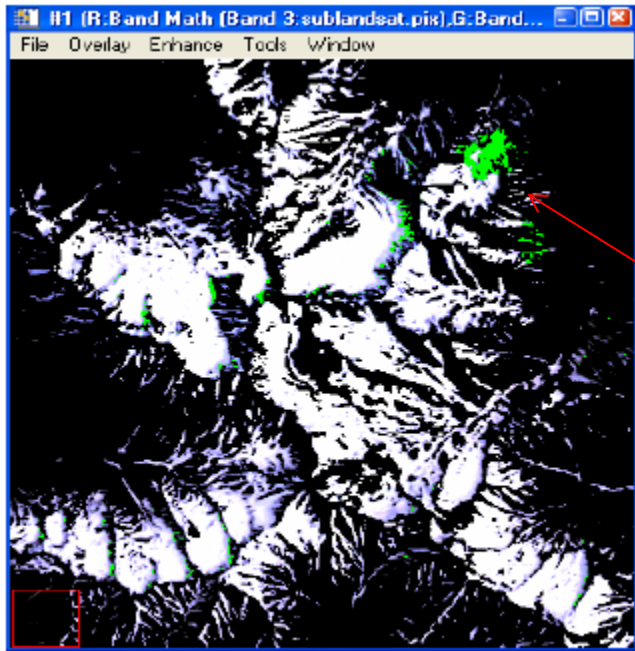 #1 (R:Band Math (Band 3:sublandsat.pix),G:Band...
File Overlay Enhance Tools Window